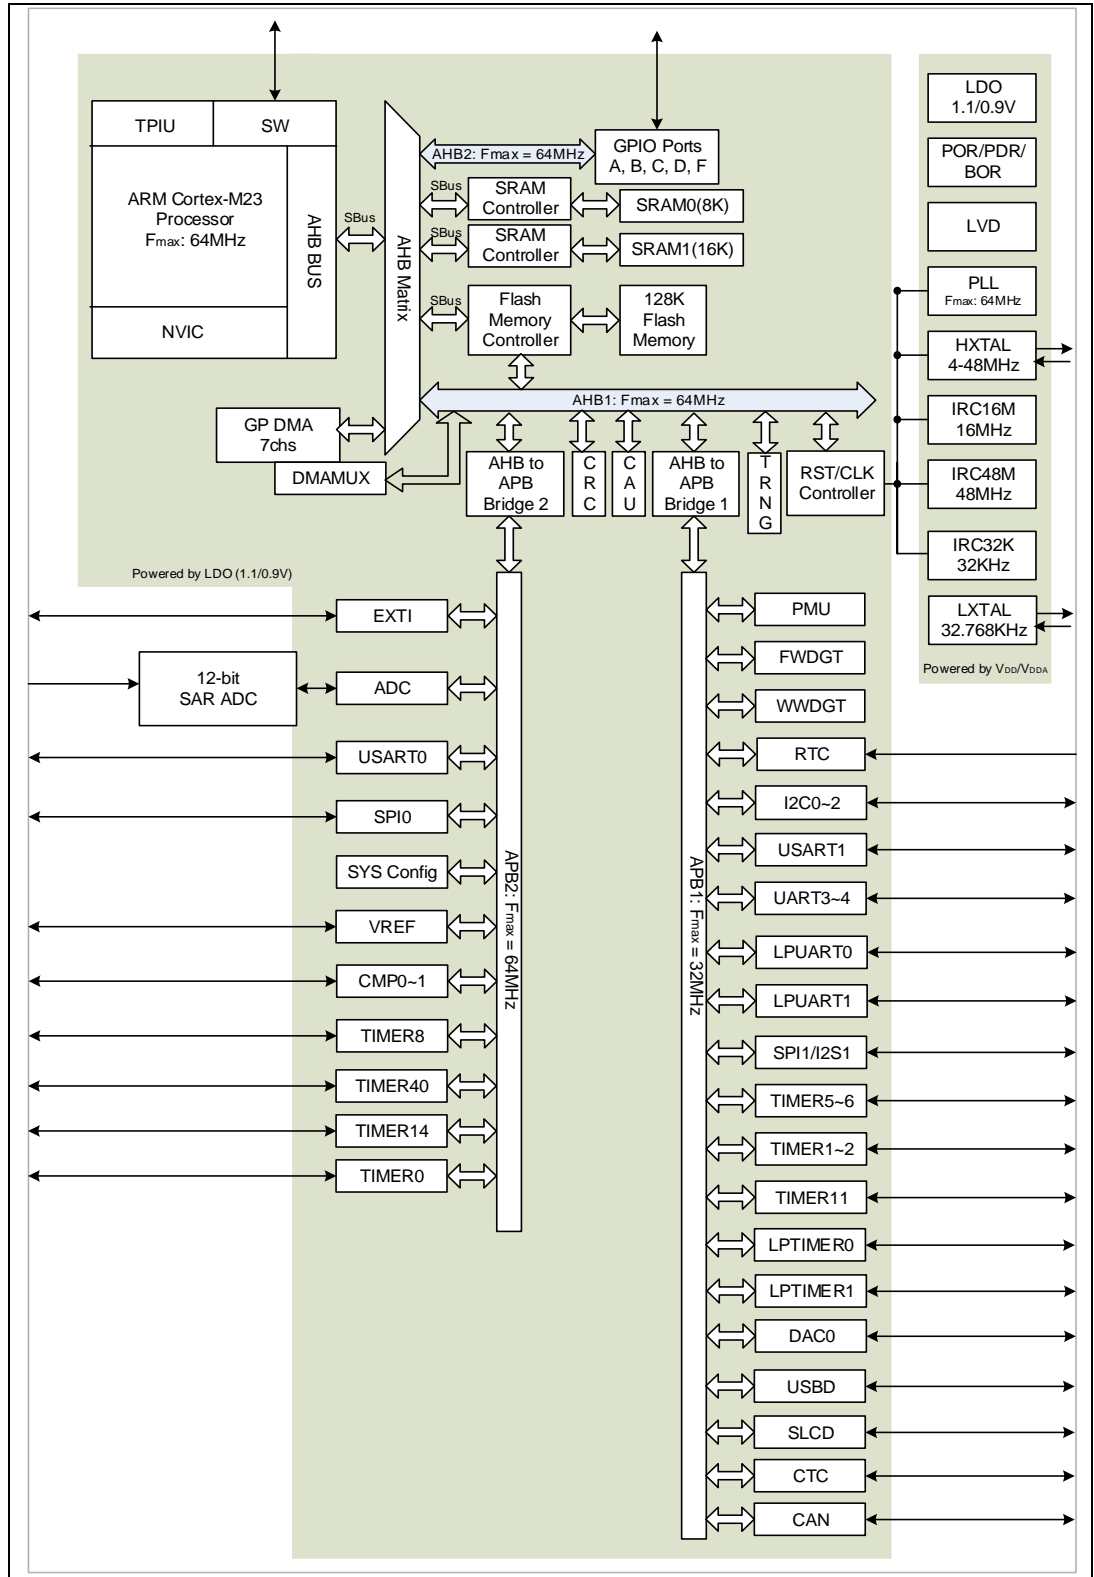 TPIU
SW
ARM Cortex-M23
Processor
Fmax: 64MHz
NVIC
AHB BUS
SBus
AHB Matrix
AHB2: Fmax = 64MHz
GPIO Ports
A, B, C, D, F
SBus
SRAM
Controller
SRAM0(8K)
SBus
SRAM
Controller
SRAM1(16K)
SBus
Flash
Memory
Controller
128K
Flash
Memory
AHB1: Fmax = 64MHz
GP DMA
7chs
DMAMUX
AHB to
APB
Bridge 2
C
R
C
C
A
U
AHB to
APB
Bridge 1
T
R
N
G
RST/CLK
Controller
Powered by LDO (1.1/0.9V)
LDO
1.1/0.9V
POR/PDR/
BOR
LVD
PLL
Fmax: 64MHz
HXTAL
4-48MHz
IRC16M
16MHz
IRC48M
48MHz
IRC32K
32KHz
LXTAL
32.768KHz
Powered by VDD/VDDA
EXTI
12-bit
SAR ADC
ADC
USART0
SPI0
SYS Config
VREF
CMP0~1
TIMER8
TIMER40
TIMER14
TIMER0
APB2: Fmax = 64MHz
APB1: Fmax = 32MHz
PMU
FWDGT
WWDGT
RTC
I2C0~2
USART1
UART3~4
LPUART0
LPUART1
SPI1/I2S1
TIMER5~6
TIMER1~2
TIMER11
LPTIMER0
LPTIMER1
DAC0
USBD
SLCD
CTC
CAN